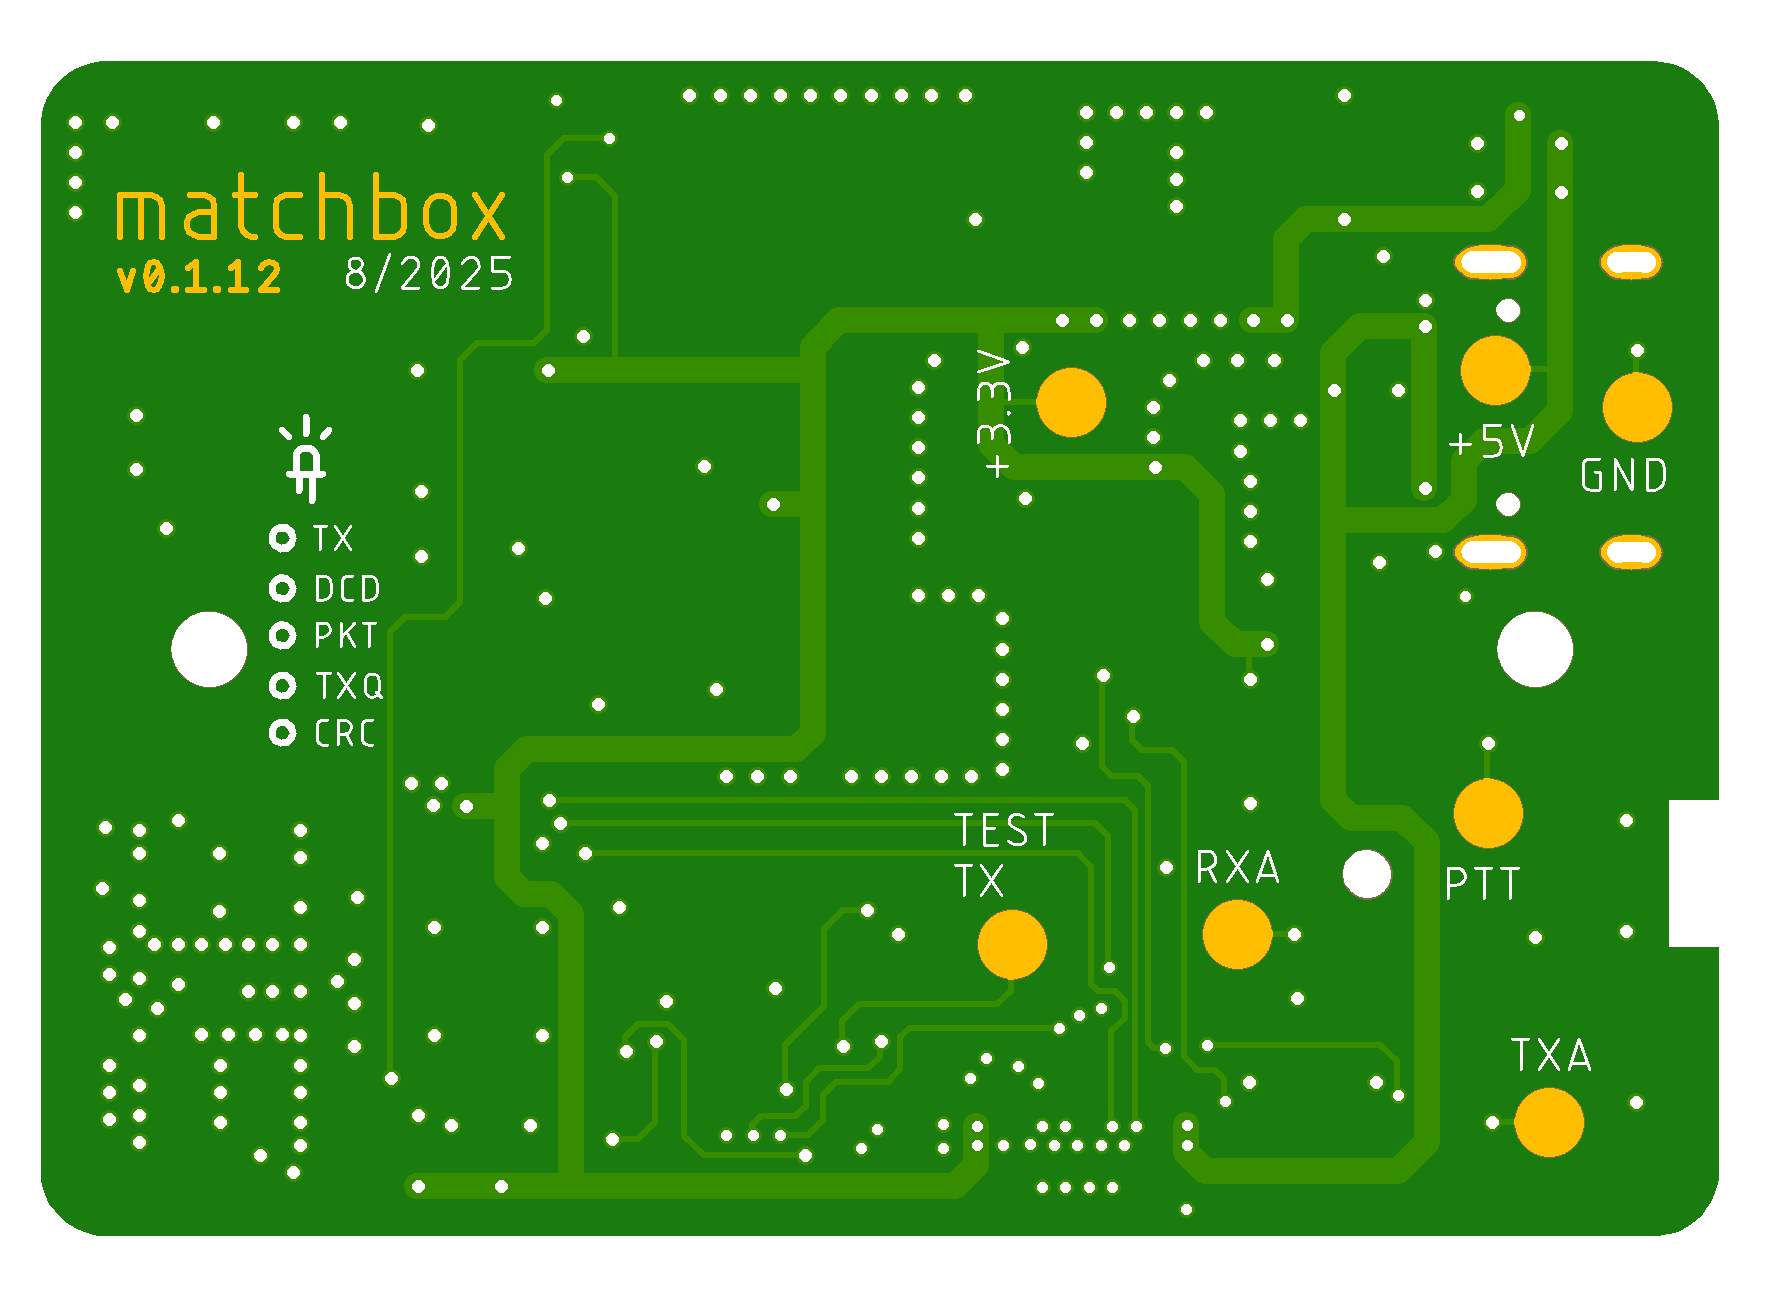 matchbox
v0.1.12 8/2025
+3.3V
+5V
GND
TX
DCD
PKT
TXQ
CRC
TEST
TX
RXA
PTT
TXA